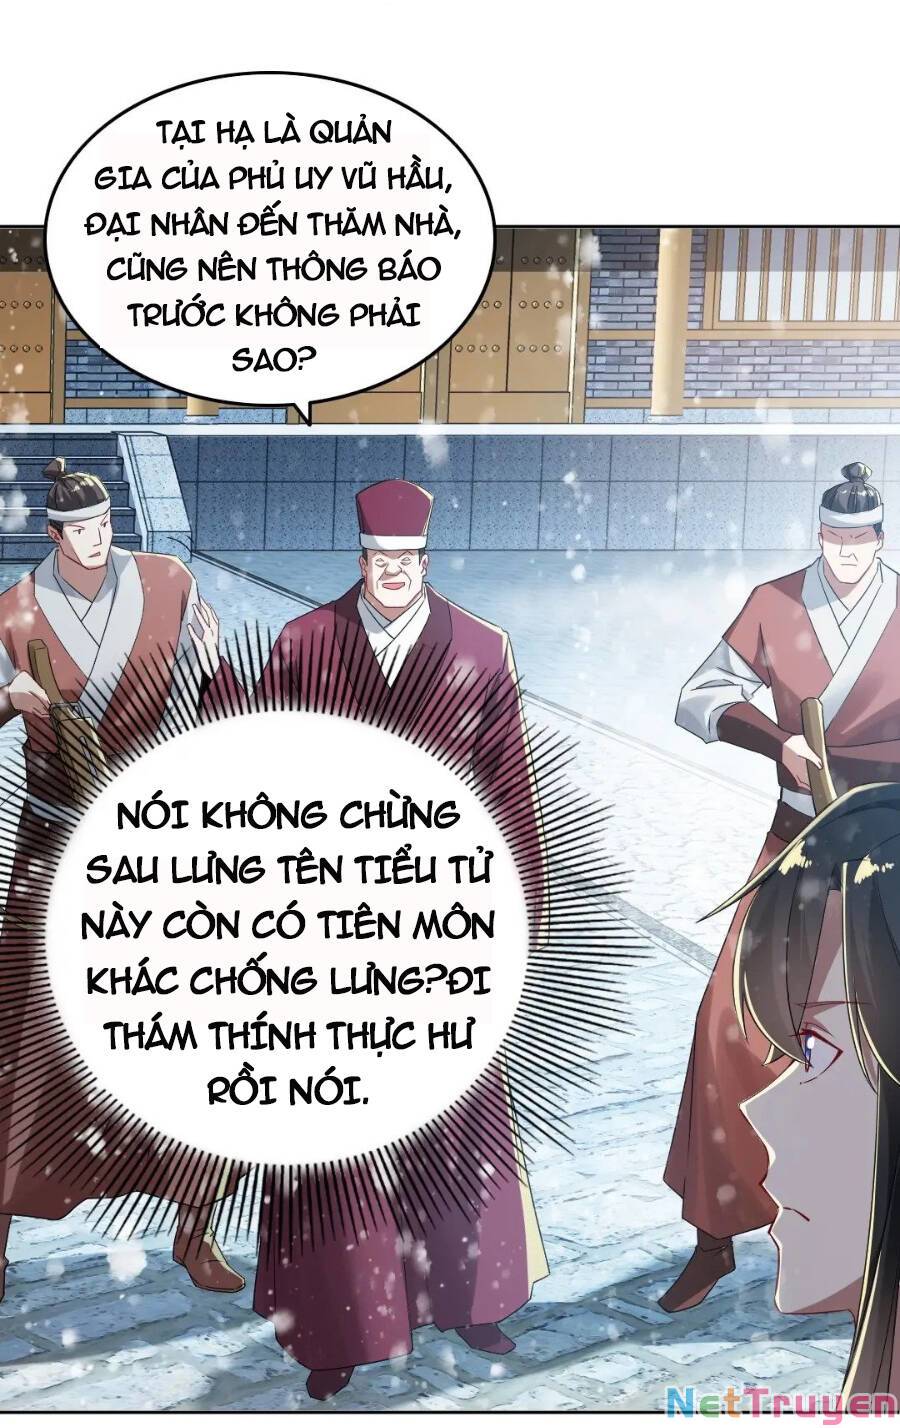 TẠI HẠ LÀ QUẢN
GIA CỦA PHỦ UY VŨ HẦU,
ĐẠI NHÂN ĐẾN THĂM NHÀ,
CŨNG NÊN THÔNG BÁO
TRƯỚC KHÔNG PHẢI
SAO?
NÓI KHÔNG CHỪNG
SAU LƯNG TÊN TIỂU TỬ
NÀY CÒN CÓ TIÊN MÔN
KHÁC CHỐNG LƯNG?ĐI
THÁM THÍNH THỰC HƯ
RỒI NÓI.
NetTruyen